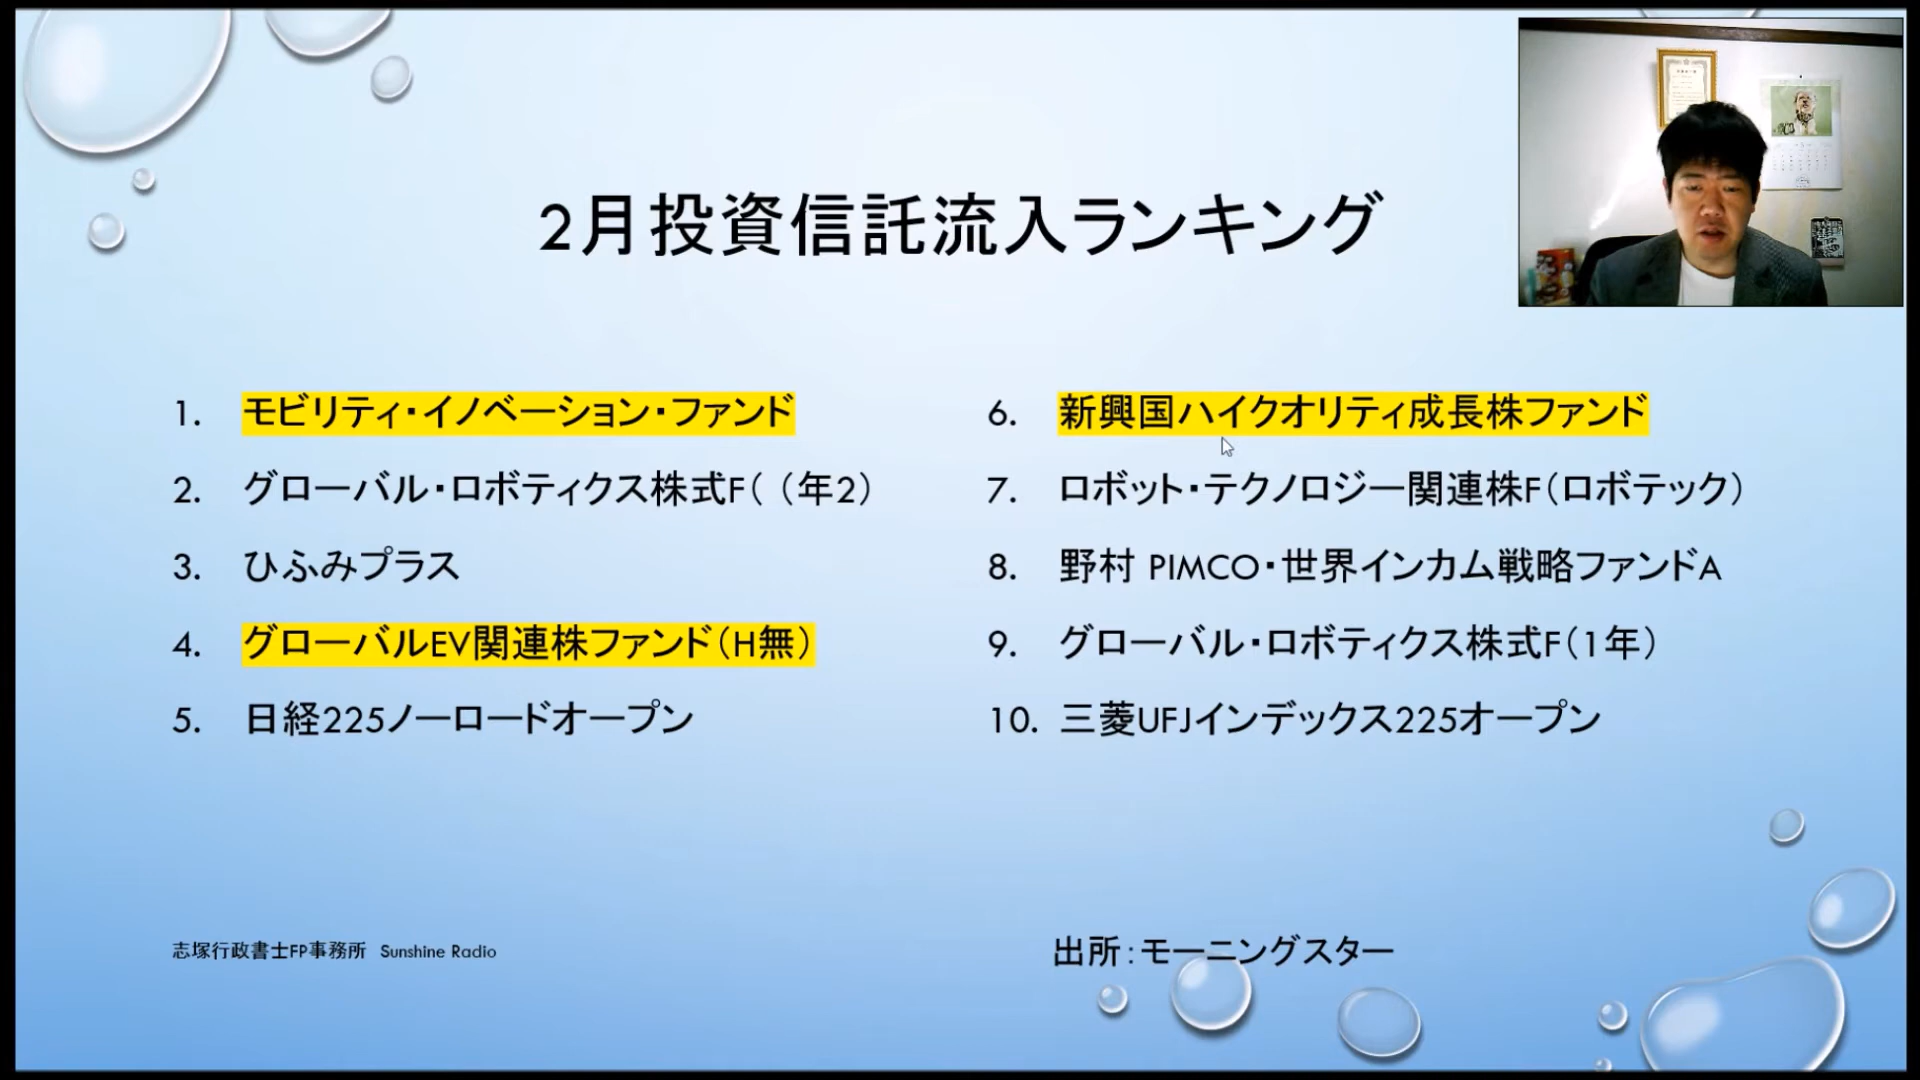 2月投資信託流入ランキング
1. モビリティ・イノベーション・ファンド
2. グローバル・ロボティクス株式F( (年2)
3. ひふみプラス
4. グローバルEV関連株ファンド(H無)
5. 日経225ノーロードオープン
6. 新興国ハイクオリティ成長株ファンド
7. ロボット・テクノロジー関連株F(ロボテック)
8. 野村 PIMCO・世界インカム戦略ファンドA
9. グローバル・ロボティクス株式F(1年)
10. 三菱UFJインデックス225オープン
志塚行政書士FP事務所 Sunshine Radio
出所:モーニングスター